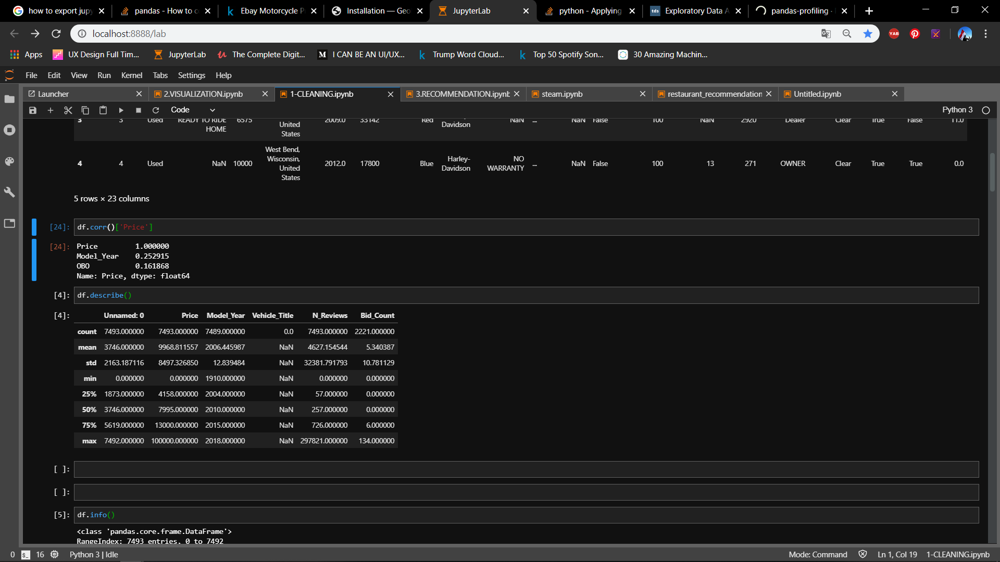 how to export jupy
pandas - How to c
Ebay Motorcycle P
Installation — Geo
JupyterLab
python - Applying
tds Exploratory Data A
pandas-profiling ·
localhost:8888/lab
YAB
Apps UX Design Full Tim... JupyterLab The Complete Digit... M I CAN BE AN UI/UX... k Trump Word Cloud... k Top 50 Spotify Son... 30 Amazing Machin...
File Edit View Run Kernel Tabs Settings Help
Launcher 2.VISUALIZATION.ipynb 1-CLEANING.ipynb 3.RECOMMENDATION.ipynb steam.ipynb restaurant_recommendation Untitled.ipynb
Code Python 3
3 3 Used READY TO RIDE HOME 6575 United States 2009.0 33142 Red Davidson NaN ... NaN False 100 NaN 2920 Dealer Clear True False 11.0
4 4 Used NaN 10000 West Bend, Wisconsin, United States 2012.0 17800 Blue Harley-Davidson NO WARRANTY ... NaN False 100 13 271 OWNER Clear True True 0.0
5 rows × 23 columns
[24]: df.corr()['Price']
[24]: Price 1.000000
Model_Year 0.252915
OBO 0.161868
Name: Price, dtype: float64
[4]: df.describe()
[4]: Unnamed: 0 Price Model_Year Vehicle_Title N_Reviews Bid_Count
count 7493.000000 7493.000000 7489.000000 0.0 7493.000000 2221.000000
mean 3746.000000 9968.811557 2006.445987 NaN 4627.154544 5.340387
std 2163.187116 8497.326850 12.839484 NaN 32381.791793 10.781129
min 0.000000 0.000000 1910.000000 NaN 0.000000 0.000000
25% 1873.000000 4158.000000 2004.000000 NaN 57.000000 0.000000
50% 3746.000000 7995.000000 2010.000000 NaN 257.000000 0.000000
75% 5619.000000 13000.000000 2015.000000 NaN 726.000000 6.000000
max 7492.000000 100000.000000 2018.000000 NaN 297821.000000 134.000000
[ ]:
[ ]:
[5]: df.info()
<class 'pandas.core.frame.DataFrame'>
RangeIndex: 7493 entries, 0 to 7492
0 $_ 16 Python 3 | Idle Mode: Command Ln 1, Col 19 1-CLEANING.ipynb